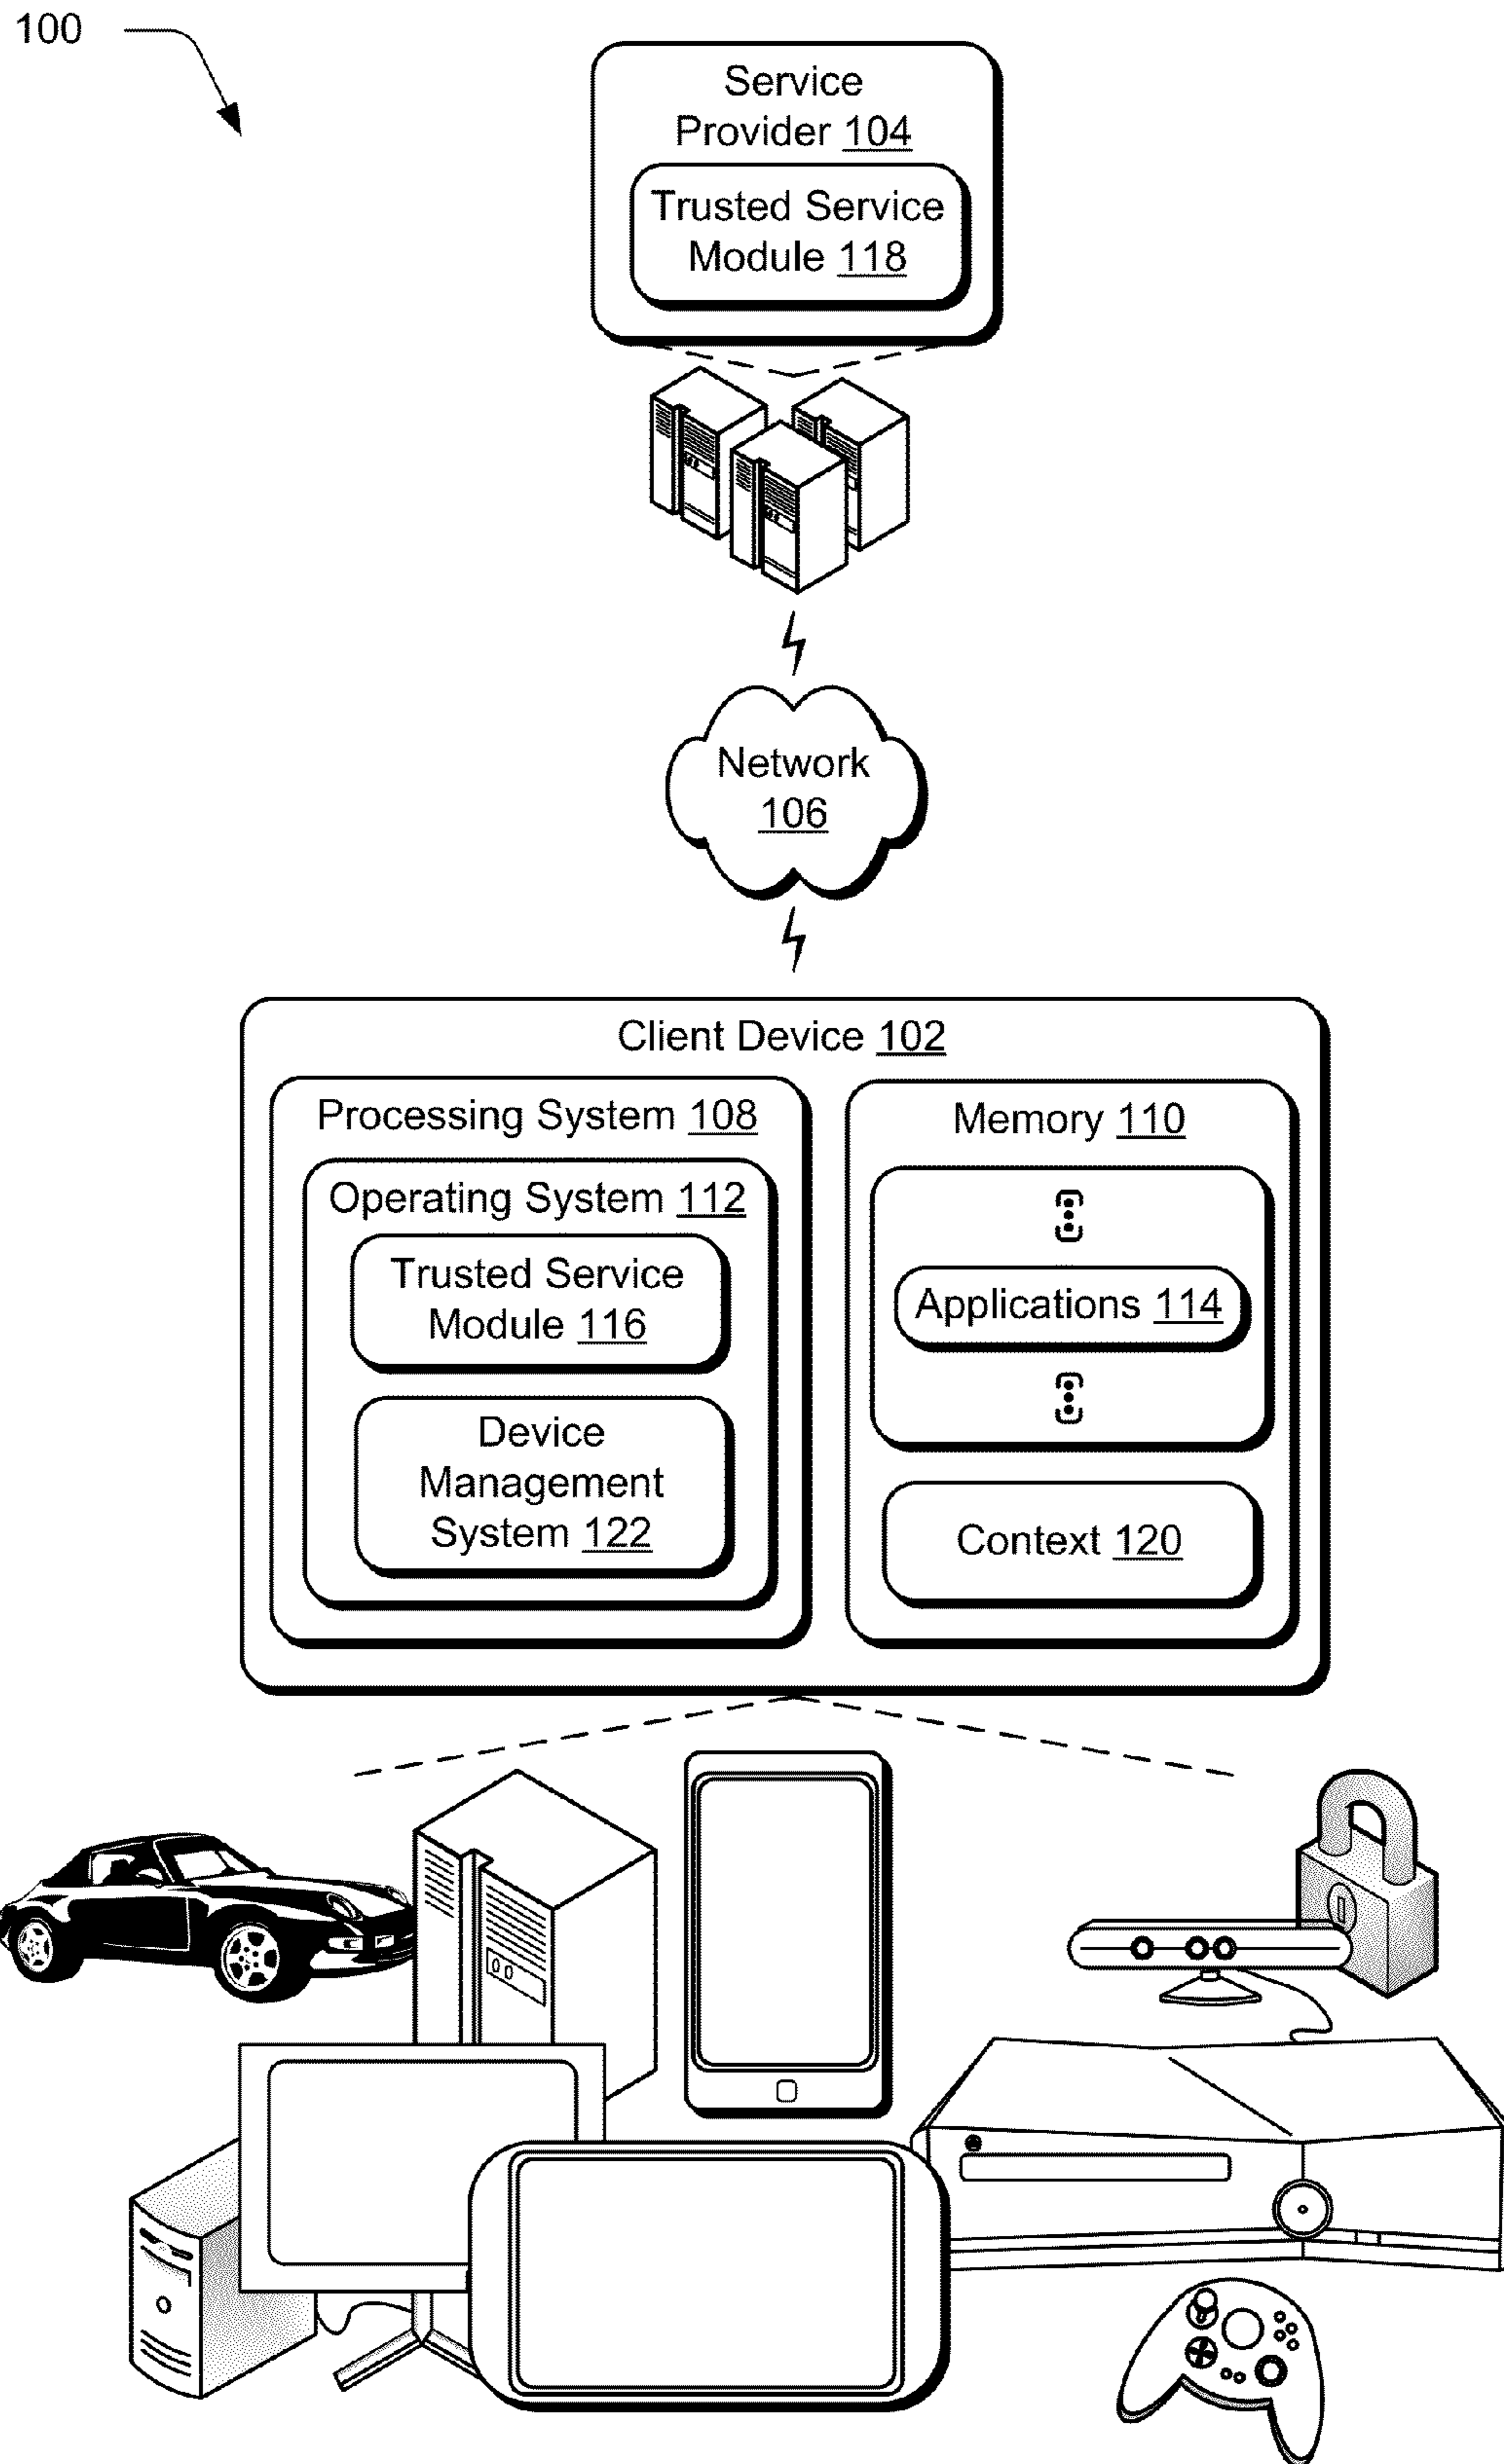 100
Service
Provider 104
Trusted Service
Module 118
Network
106
Client Device 102
Processing System 108
Operating System 112
Trusted Service
Module 116
Device
Management
System 122
Memory 110
Applications 114
Context 120